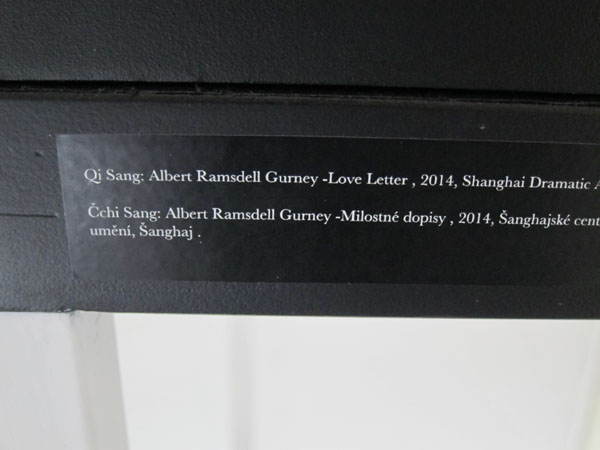 Qi Sang: Albert Ramsdell Gurney -Love Letter , 2014, Shanghai Dramatic A
Čchi Sang: Albert Ramsdell Gurney -Milostné dopisy , 2014, Šanghajské cent
umění, Šanghaj .